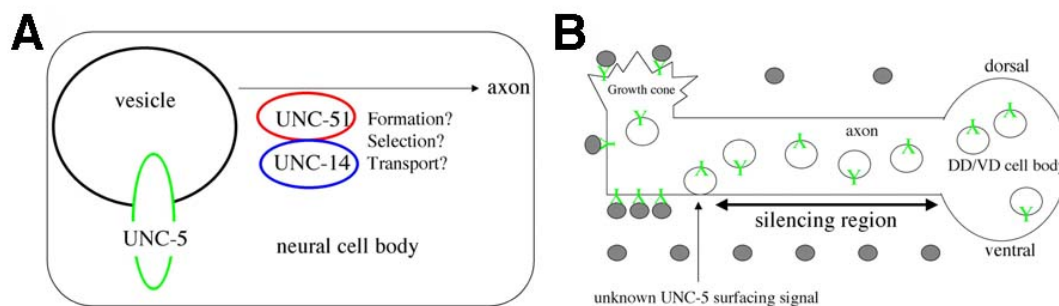 A
vesicle
axon
UNC-51
Formation?
Selection?
UNC-14
Transport?
UNC-5
neural cell body
B
dorsal
Growth cone
axon
DD/VD cell body
silencing region
ventral
unknown UNC-5 surfacing signal